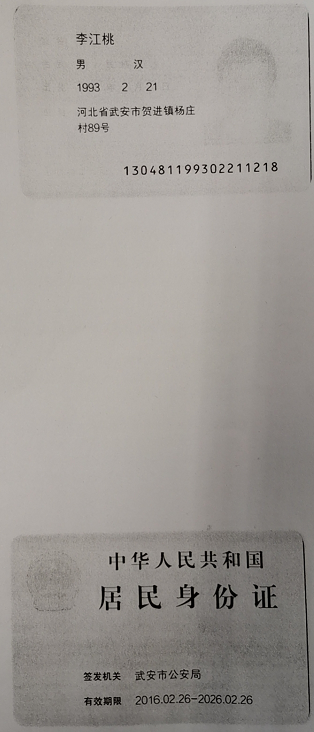 李江桃
男 汉
1993 2 21
河北省武安市贺进镇杨庄
村89号
130481199302211218
中华人民共和国
居民身份证
签发机关 武安市公安局
有效期限 2016.02.26-2026.02.26